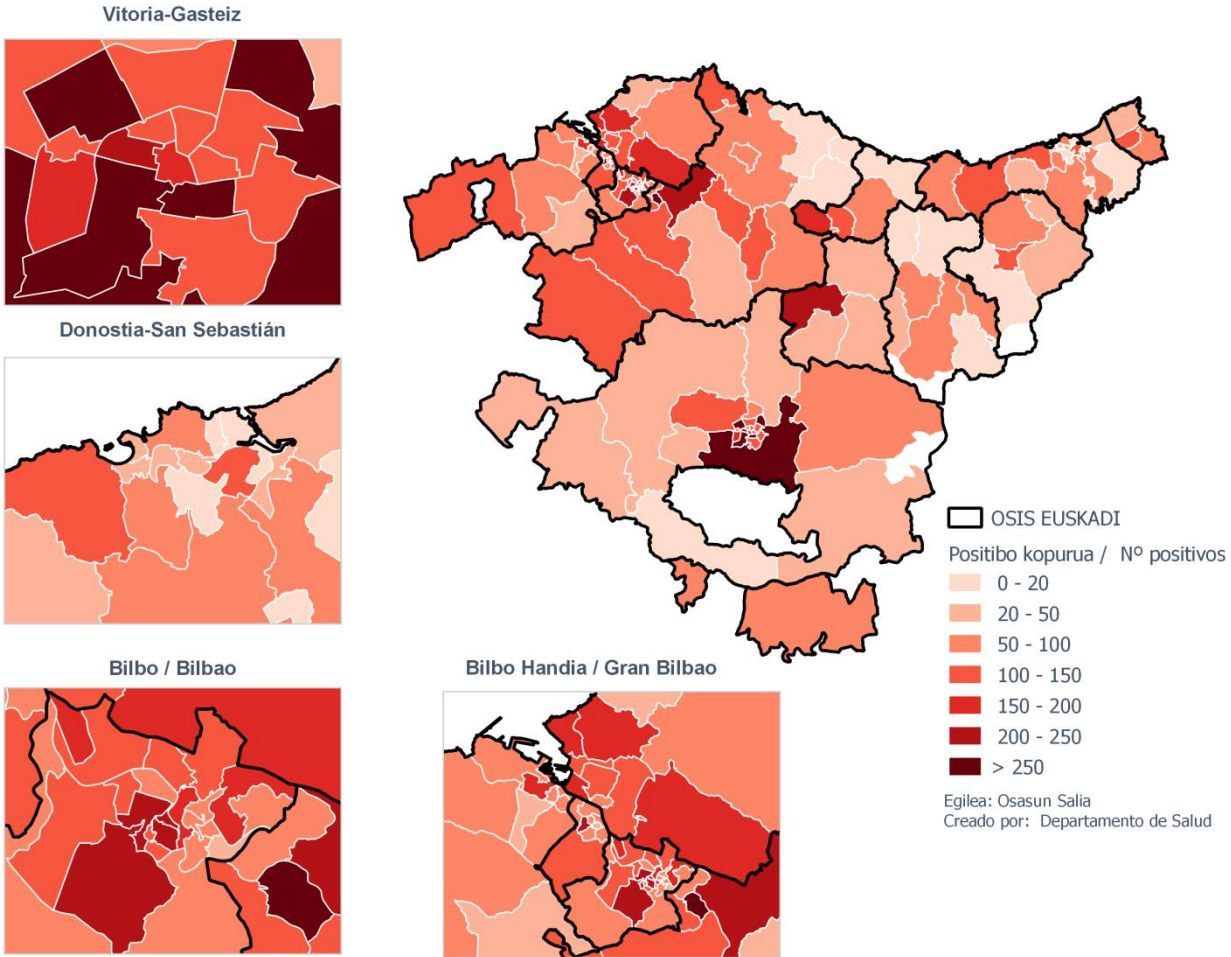 Vitoria-Gasteiz
Donostia-San Sebastián
Bilbo / Bilbao
Bilbo Handia / Gran Bilbao
OSIS EUSKADI
Positibo kopurua / Nº positivos
0 - 20
20 - 50
50 - 100
100 - 150
150 - 200
200 - 250
> 250
Egilea: Osasun Salia
Creado por: Departamento de Salud